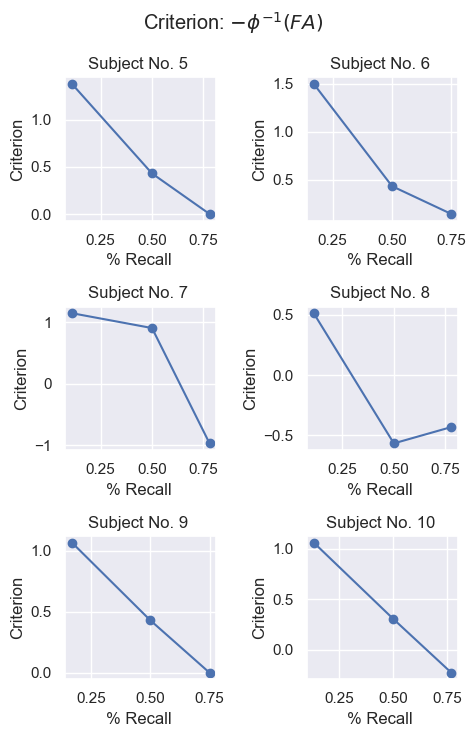 Criterion: −ϕ⁻¹(FA)
Subject No. 5
Criterion
1.0
0.5
0.0
0.25 0.50 0.75
% Recall
Subject No. 6
Criterion
1.5
1.0
0.5
0.25 0.50 0.75
% Recall
Subject No. 7
Criterion
1
0
−1
0.25 0.50 0.75
% Recall
Subject No. 8
Criterion
0.5
0.0
−0.5
0.25 0.50 0.75
% Recall
Subject No. 9
Criterion
1.0
0.5
0.0
0.25 0.50 0.75
% Recall
Subject No. 10
Criterion
1.0
0.5
0.0
0.25 0.50 0.75
% Recall